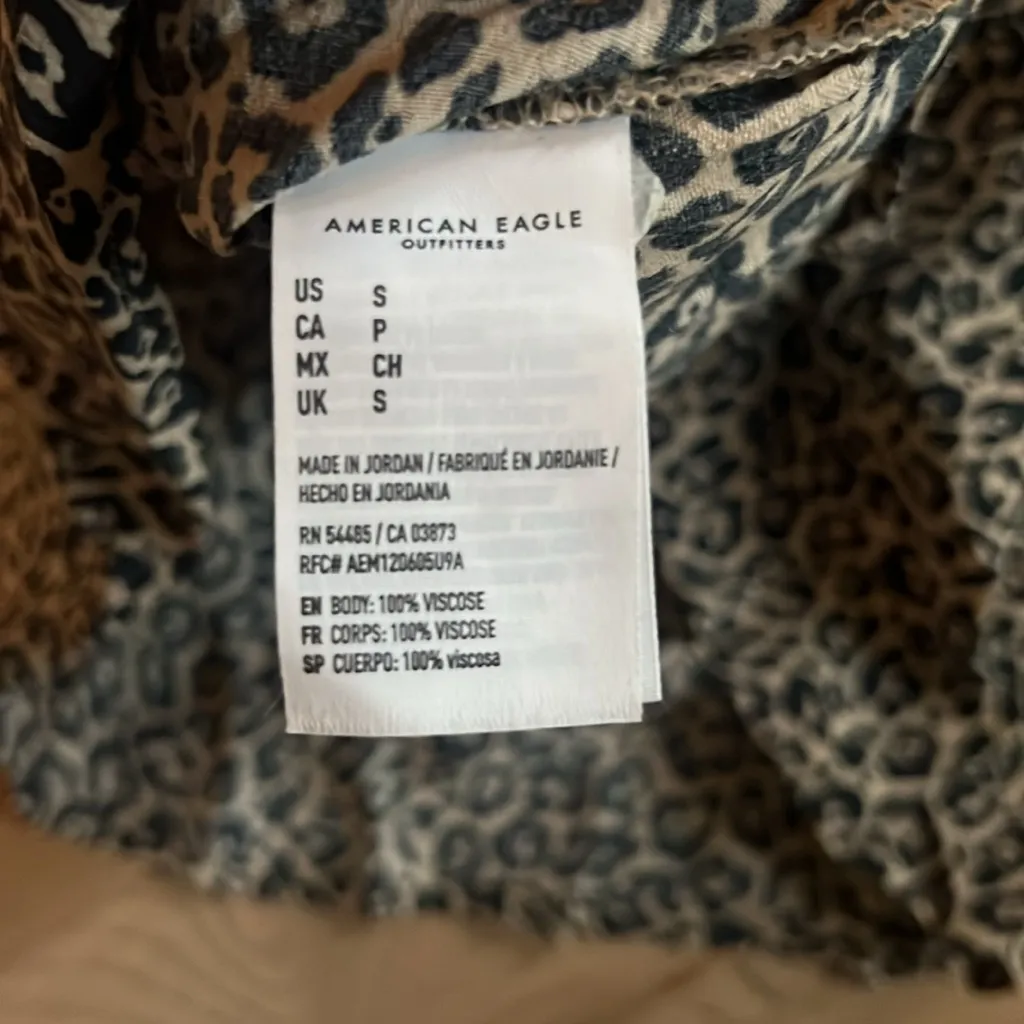 AMERICAN EAGLE
OUTFITTERS
US S
CA P
MX CH
UK S
MADE IN JORDAN / FABRIQUÉ EN JORDANIE /
HECHO EN JORDANIA
RN 54485 / CA 03873
RFC# AEM120605U9A
EN BODY: 100% VISCOSE
FR CORPS: 100% VISCOSE
SP CUERPO: 100% viscosa